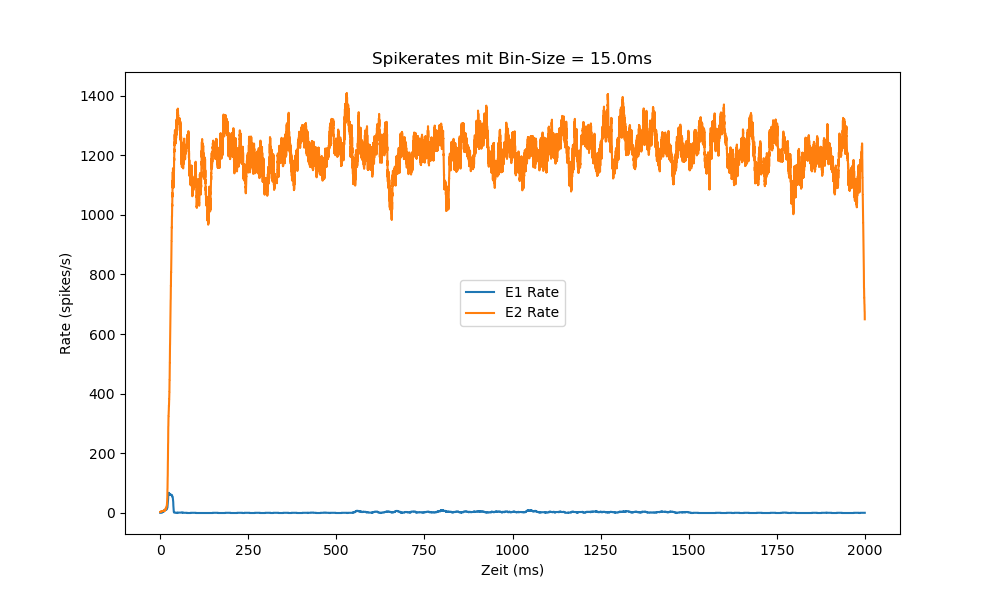 Spikerates mit Bin-Size = 15.0ms
1400
1200
1000
800
600
400
200
0
Rate (spikes/s)
E1 Rate
E2 Rate
0 250 500 750 1000 1250 1500 1750 2000
Zeit (ms)